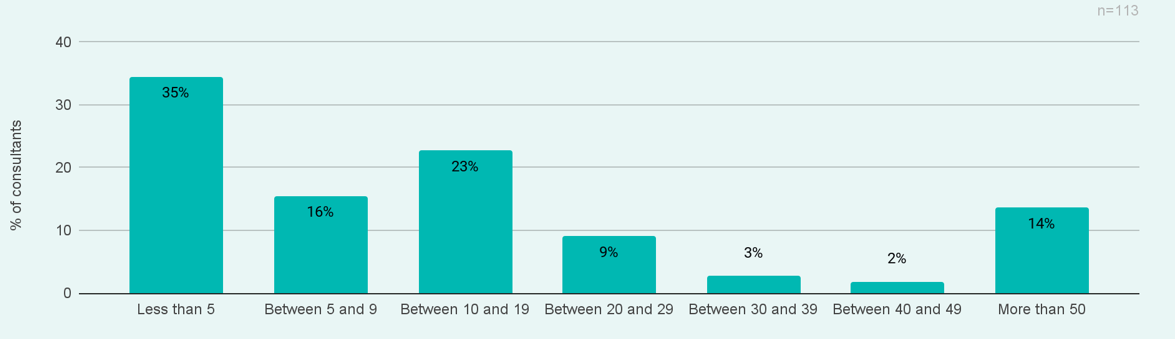 n=113
% of consultants
40
30
20
10
0
35%
16%
23%
9%
3%
2%
14%
Less than 5
Between 5 and 9
Between 10 and 19
Between 20 and 29
Between 30 and 39
Between 40 and 49
More than 50